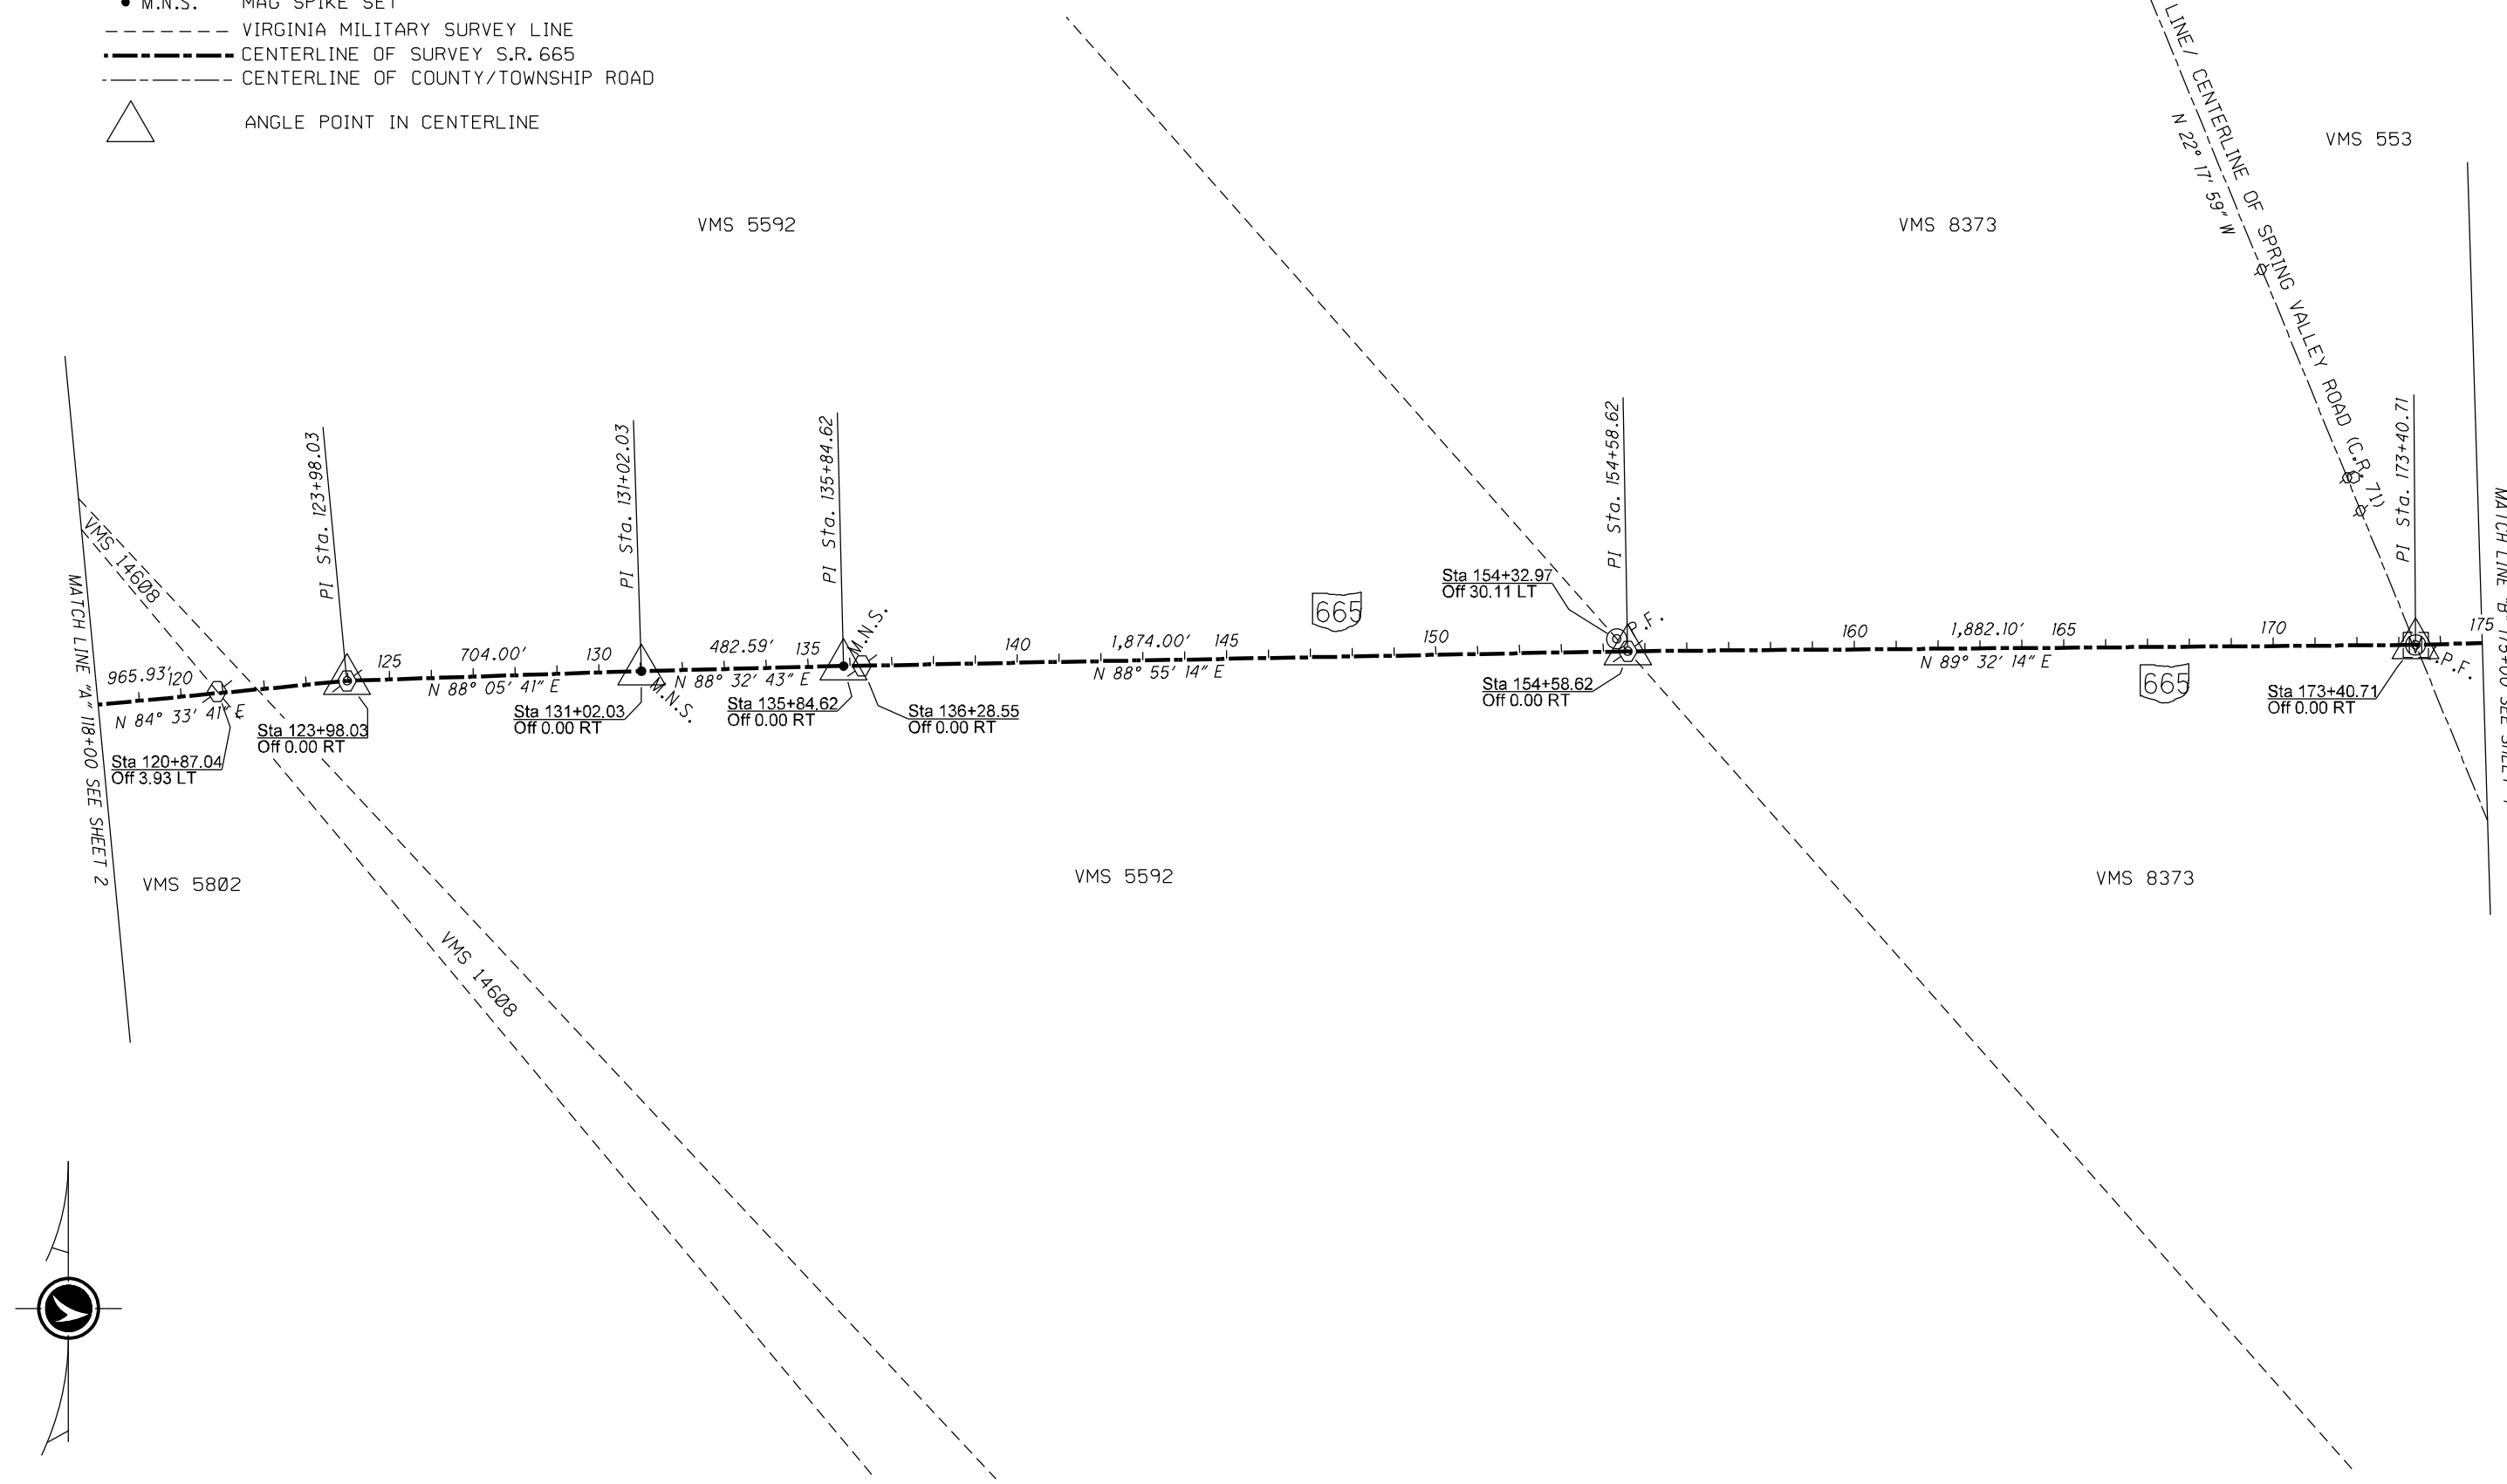 M.N.S. MAG SPIKE SET
VIRGINIA MILITARY SURVEY LINE
CENTERLINE OF SURVEY S.R. 665
CENTERLINE OF COUNTY/TOWNSHIP ROAD
ANGLE POINT IN CENTERLINE
LINE/ CENTERLINE OF SPRING VALLEY ROAD (C.R. 71)
N 22° 17' 59" W
VMS 553
VMS 5592
VMS 8373
PI Sta. 123+98.03
PI Sta. 131+02.03
PI Sta. 135+84.62
PI Sta. 154+58.62
PI Sta. 173+40.71
VMS 14608
MATCH LINE "A" 118+00 SEE SHEET 2
MATCH LINE "B" 175+00 SEE SHEET
Sta 154+32.97
Off 30.11 LT
665
M.N.S.
P.F.
965.93'
120
125
704.00'
130
482.59'
135
140
1,874.00'
145
150
160
1,882.10'
165
170
175
N 84° 33' 41" E
N 88° 05' 41" E
M.N.S.
N 88° 32' 43" E
N 88° 55' 14" E
N 89° 32' 14" E
P.F.
665
Sta 120+87.04
Off 3.93 LT
Sta 123+98.03
Off 0.00 RT
Sta 131+02.03
Off 0.00 RT
Sta 135+84.62
Off 0.00 RT
Sta 136+28.55
Off 0.00 RT
Sta 154+58.62
Off 0.00 RT
Sta 173+40.71
Off 0.00 RT
VMS 5802
VMS 5592
VMS 8373
VMS 14608